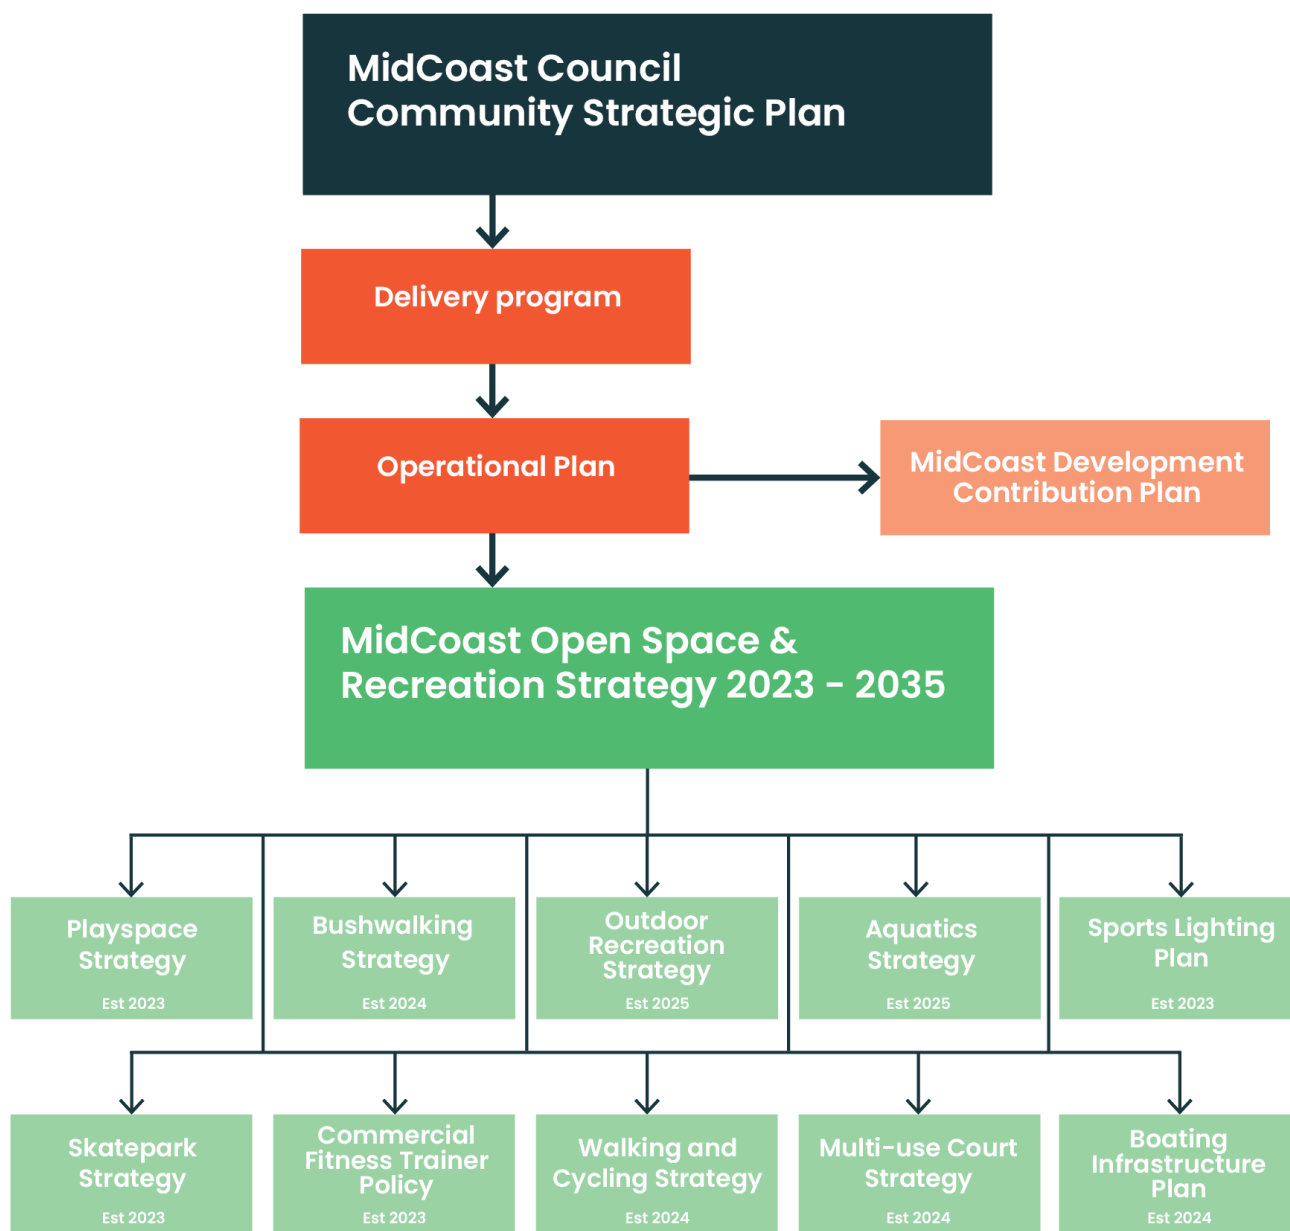 MidCoast Council
Community Strategic Plan
Delivery program
Operational Plan
MidCoast Development
Contribution Plan
MidCoast Open Space &
Recreation Strategy 2023 - 2035
Playspace
Strategy
Est 2023
Bushwalking
Strategy
Est 2024
Outdoor
Recreation
Strategy
Est 2025
Aquatics
Strategy
Est 2025
Sports Lighting
Plan
Est 2023
Skatepark
Strategy
Est 2023
Commercial
Fitness Trainer
Policy
Est 2023
Walking and
Cycling Strategy
Est 2024
Multi-use Court
Strategy
Est 2024
Boating
Infrastructure
Plan
Est 2024